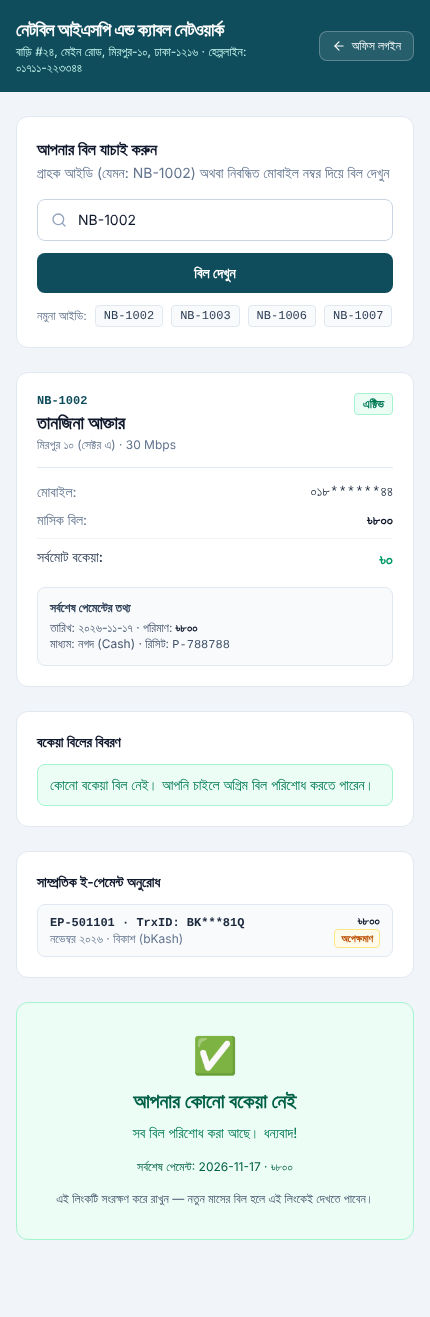 নেটবিল আইএসপি এন্ড ক্যাবল নেটওয়ার্ক
বাড়ি #২৪, মেইন রোড, মিরপুর-১০, ঢাকা-১২১৬ · হেল্পলাইন:
০১৭১১-২২৩৩৪৪
← অফিস লগইন
আপনার বিল যাচাই করুন
গ্রাহক আইডি (যেমন: NB-1002) অথবা নিবন্ধিত মোবাইল নম্বর দিয়ে বিল দেখুন
NB-1002
বিল দেখুন
নমুনা আইডি: NB-1002 NB-1003 NB-1006 NB-1007
NB-1002
এক্টিভ
তানজিনা আক্তার
মিরপুর ১০ (সেক্টর এ) · 30 Mbps
মোবাইল: ০১৮******৪৪
মাসিক বিল: ৳৮০০
সর্বমোট বকেয়া: ৳০
সর্বশেষ পেমেন্টের তথ্য
তারিখ: ২০২৬-১১-১৭ · পরিমাণ: ৳৮০০
মাধ্যম: নগদ (Cash) · রিসিট: P-788788
বকেয়া বিলের বিবরণ
কোনো বকেয়া বিল নেই। আপনি চাইলে অগ্রিম বিল পরিশোধ করতে পারেন।
সাম্প্রতিক ই-পেমেন্ট অনুরোধ
EP-501101 · TrxID: BK***81Q ৳৮০০
নভেম্বর ২০২৬ · বিকাশ (bKash) অপেক্ষমাণ
আপনার কোনো বকেয়া নেই
সব বিল পরিশোধ করা আছে। ধন্যবাদ!
সর্বশেষ পেমেন্ট: 2026-11-17 · ৳৮০০
এই লিংকটি সংরক্ষণ করে রাখুন — নতুন মাসের বিল হলে এই লিংকেই দেখতে পাবেন।